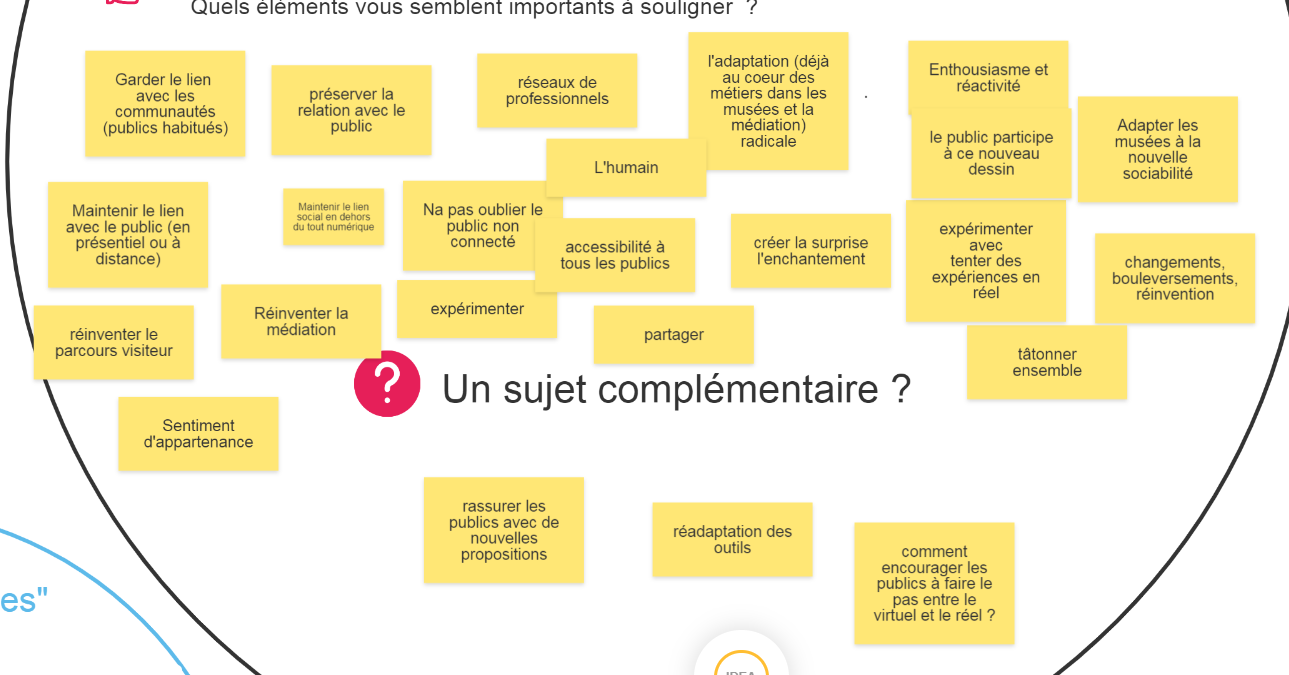 Quels éléments vous semblent importants à souligner ?
Garder le lien
avec les
communautés
(publics habitués)
préserver la
relation avec le
public
réseaux de
professionnels
l'adaptation (déjà
au coeur des
métiers dans les
musées et la
médiation)
radicale
Enthousiasme et
réactivité
le public participe
à ce nouveau
dessin
Adapter les
musées à la
nouvelle
sociabilité
L'humain
Maintenir le lien
avec le public (en
présentiel ou à
distance)
Maintenir le lien
social en dehors
du tout numérique
Na pas oublier le
public non
connecté
accessibilité à
tous les publics
créer la surprise
l'enchantement
expérimenter
avec
tenter des
expériences en
réel
changements,
bouleversements,
réinvention
réinventer le
parcours visiteur
Réinventer la
médiation
expérimenter
partager
tâtonner
ensemble
?
Un sujet complémentaire ?
Sentiment
d'appartenance
rassurer les
publics avec de
nouvelles
propositions
réadaptation des
outils
comment
encourager les
publics à faire le
pas entre le
virtuel et le réel ?
es"